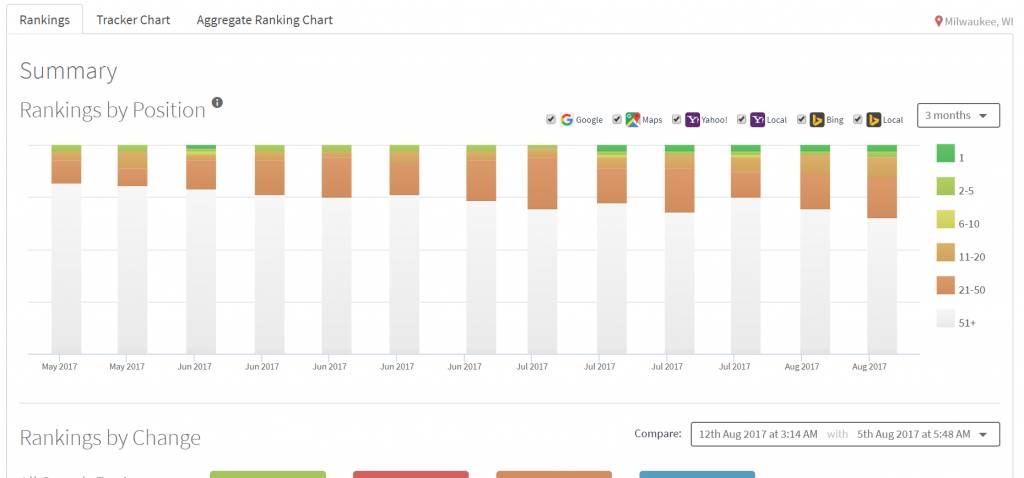 Rankings Tracker Chart Aggregate Ranking Chart
Milwaukee, WI
Summary
Rankings by Position
Google Maps Yahoo! Local Bing Local
3 months
1
2-5
6-10
11-20
21-50
51+
May 2017 May 2017 Jun 2017 Jun 2017 Jun 2017 Jun 2017 Jun 2017 Jul 2017 Jul 2017 Jul 2017 Jul 2017 Aug 2017 Aug 2017
Rankings by Change
Compare: 12th Aug 2017 at 3:14 AM with 5th Aug 2017 at 5:48 AM